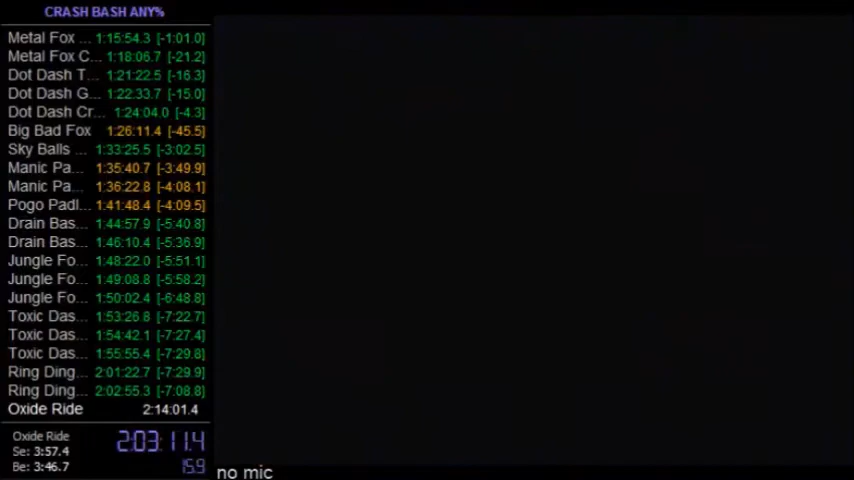 CRASH BASH ANY%
Metal Fox ... 1:15:54.3 [-1:01.0]
Metal Fox C... 1:18:06.7 [-21.2]
Dot Dash T... 1:21:22.5 [-16.3]
Dot Dash G... 1:22:33.7 [-15.0]
Dot Dash Cr... 1:24:04.0 [-4.3]
Big Bad Fox 1:26:11.4 [-45.5]
Sky Balls ... 1:33:25.5 [-3:02.5]
Manic Pa... 1:35:40.7 [-3:49.9]
Manic Pa... 1:36:22.8 [-4:08.1]
Pogo Padl... 1:41:48.4 [-4:09.5]
Drain Bas... 1:44:57.9 [-5:40.8]
Drain Bas... 1:46:10.4 [-5:36.9]
Jungle Fo... 1:48:22.0 [-5:51.1]
Jungle Fo... 1:49:08.8 [-5:58.2]
Jungle Fo... 1:50:02.4 [-6:48.8]
Toxic Das... 1:53:26.8 [-7:22.7]
Toxic Das... 1:54:42.1 [-7:27.4]
Toxic Das... 1:55:55.4 [-7:29.8]
Ring Ding... 2:01:22.7 [-7:29.9]
Ring Ding... 2:02:55.3 [-7:08.8]
Oxide Ride 2:14:01.4
Oxide Ride 2:03:11.4
Se: 3:57.4
Be: 3:46.7 15.9
no mic